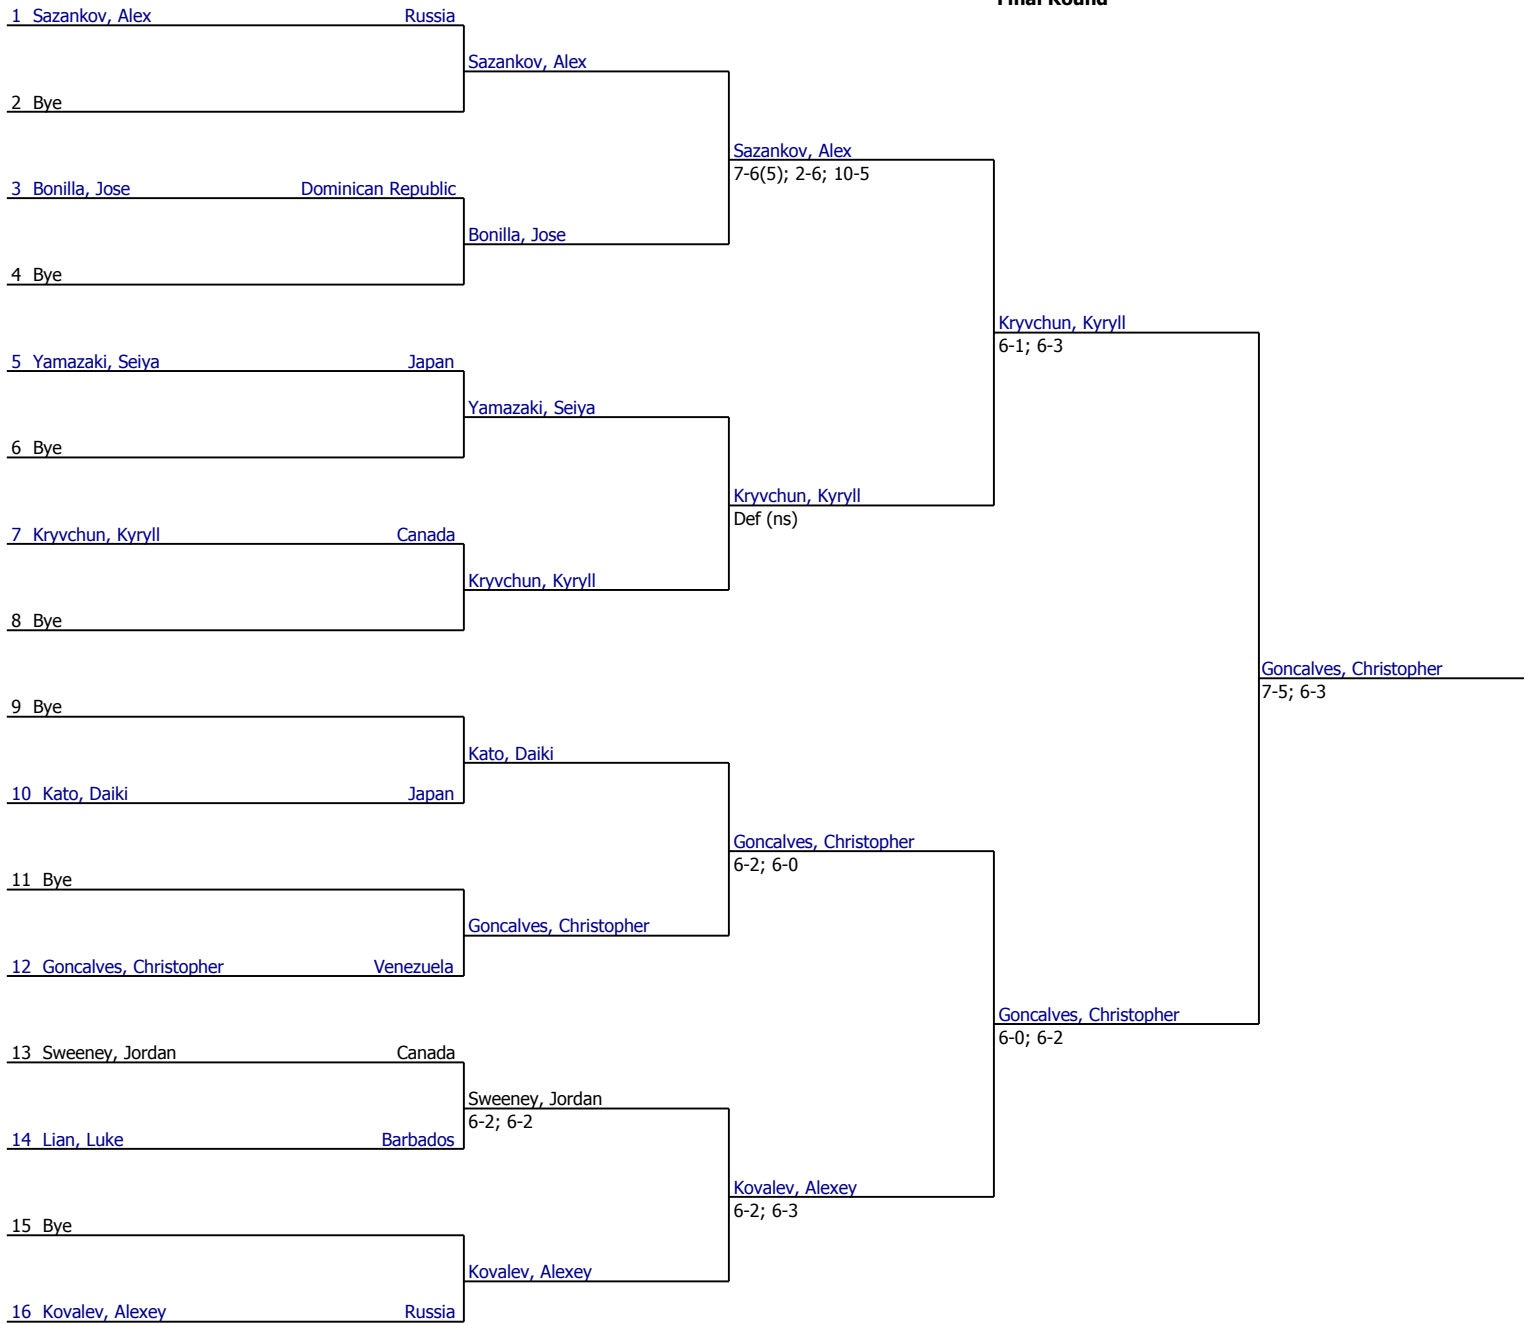 Final Round
1 Sazankov, Alex Russia
Sazankov, Alex
2 Bye
Sazankov, Alex
7-6(5); 2-6; 10-5
3 Bonilla, Jose Dominican Republic
Bonilla, Jose
4 Bye
Kryvchun, Kyryll
6-1; 6-3
5 Yamazaki, Seiya Japan
Yamazaki, Seiya
6 Bye
Kryvchun, Kyryll
Def (ns)
7 Kryvchun, Kyryll Canada
Kryvchun, Kyryll
8 Bye
Goncalves, Christopher
7-5; 6-3
9 Bye
Kato, Daiki
10 Kato, Daiki Japan
Goncalves, Christopher
6-2; 6-0
11 Bye
Goncalves, Christopher
12 Goncalves, Christopher Venezuela
Goncalves, Christopher
6-0; 6-2
13 Sweeney, Jordan Canada
Sweeney, Jordan
6-2; 6-2
14 Lian, Luke Barbados
Kovalev, Alexey
6-2; 6-3
15 Bye
Kovalev, Alexey
16 Kovalev, Alexey Russia